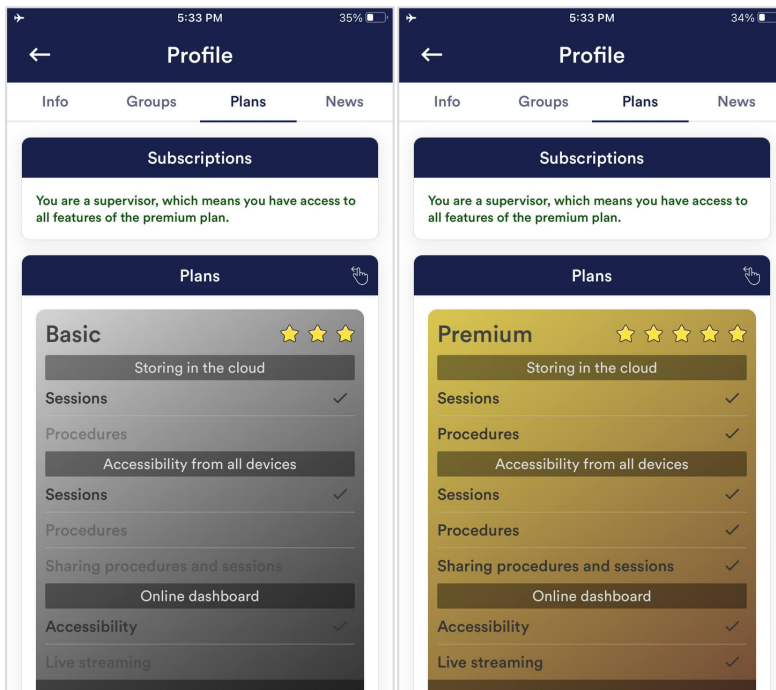 5:33 PM
35%
Profile
Info Groups Plans News
Subscriptions
You are a supervisor, which means you have access to
all features of the premium plan.
Plans
Basic
Storing in the cloud
Sessions
Procedures
Accessibility from all devices
Sessions
Procedures
Sharing procedures and sessions
Online dashboard
Accessibility
Live streaming
5:33 PM
34%
Profile
Info Groups Plans News
Subscriptions
You are a supervisor, which means you have access to
all features of the premium plan.
Plans
Premium
Storing in the cloud
Sessions
Procedures
Accessibility from all devices
Sessions
Procedures
Sharing procedures and sessions
Online dashboard
Accessibility
Live streaming